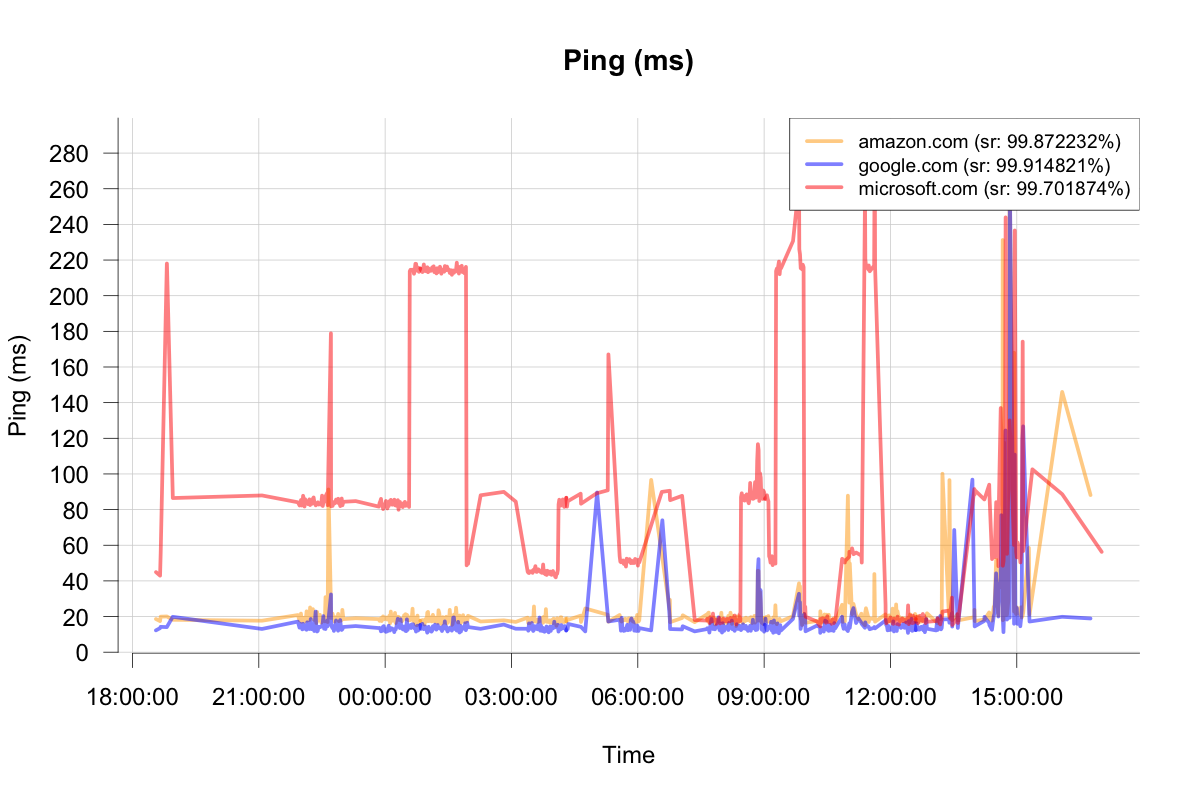 Ping (ms)
amazon.com (sr: 99.872232%)
google.com (sr: 99.914821%)
microsoft.com (sr: 99.701874%)
Ping (ms)
280
260
240
220
200
180
160
140
120
100
80
60
40
20
0
18:00:00 21:00:00 00:00:00 03:00:00 06:00:00 09:00:00 12:00:00 15:00:00
Time